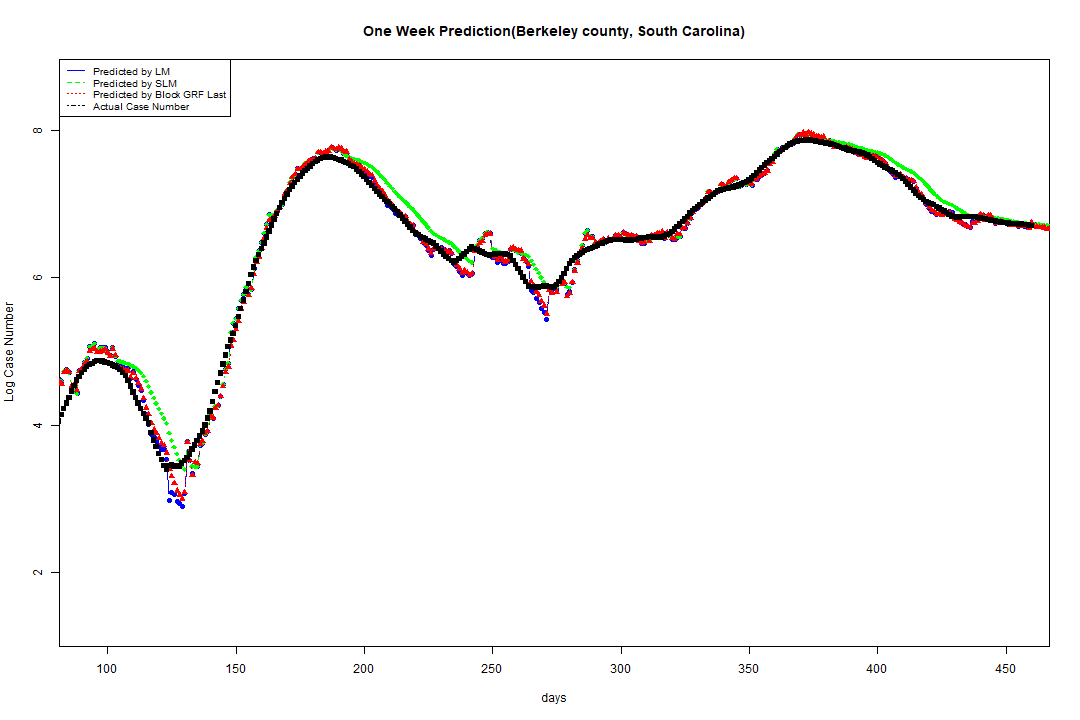 One Week Prediction(Berkeley county, South Carolina)
Predicted by LM
Predicted by SLM
Predicted by Block GRF Last
Actual Case Number
8
6
4
2
Log Case Number
100 150 200 250 300 350 400 450
days